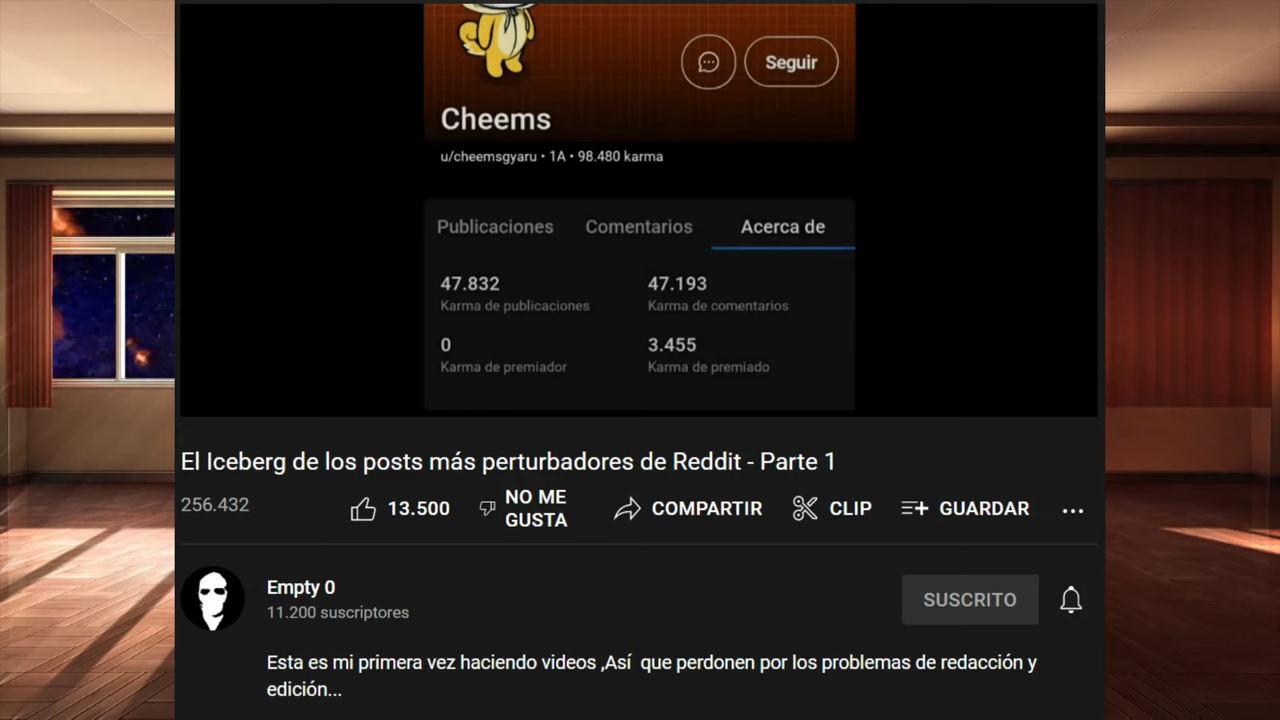 Seguir
Cheems
u/cheemsgyaru • 1A • 98.480 karma
Publicaciones Comentarios Acerca de
47.832 47.193
Karma de publicaciones Karma de comentarios
0 3.455
Karma de premiador Karma de premiado
El Iceberg de los posts más perturbadores de Reddit - Parte 1
256.432 13.500 NO ME GUSTA COMPARTIR CLIP GUARDAR ...
Empty 0
11.200 suscriptores
SUSCRITO
Esta es mi primera vez haciendo videos ,Así que perdonen por los problemas de redacción y
edición...